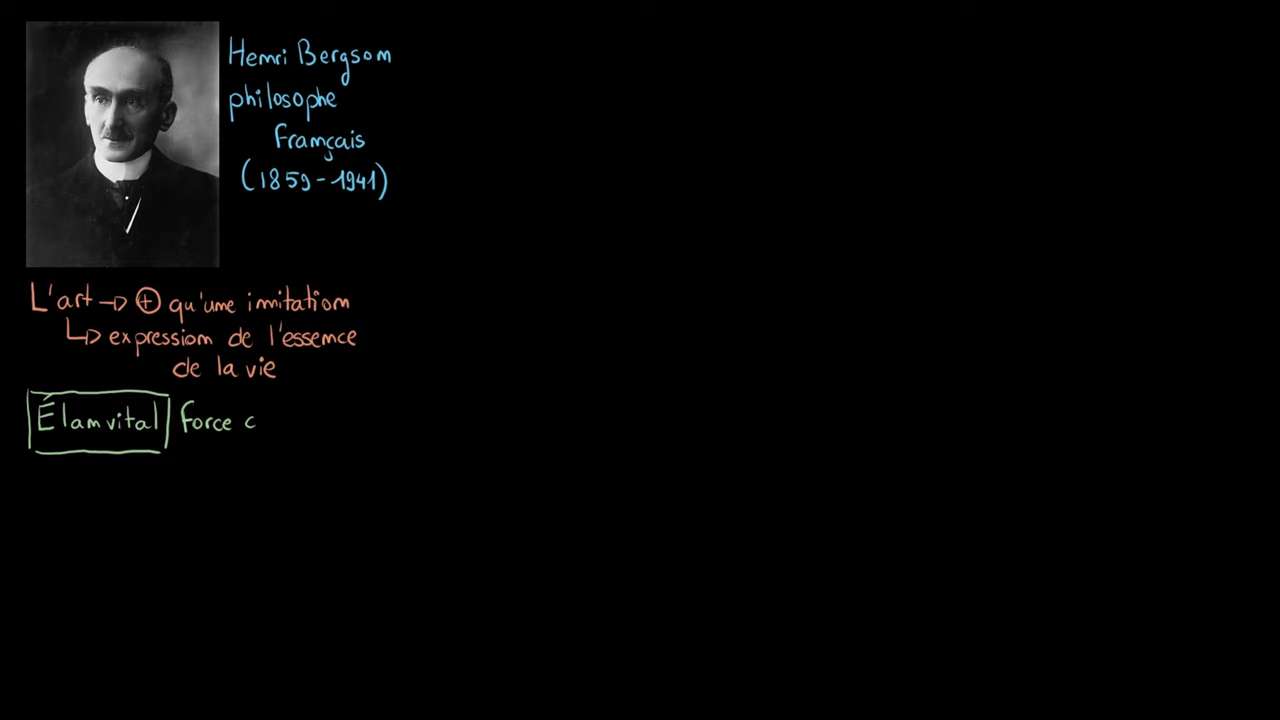 Henri Bergson
philosophe
Français
(1859-1941)
L'art → ⊕ qu'une imitation
↳ expression de l'essence
de la vie
Élan vital Force c